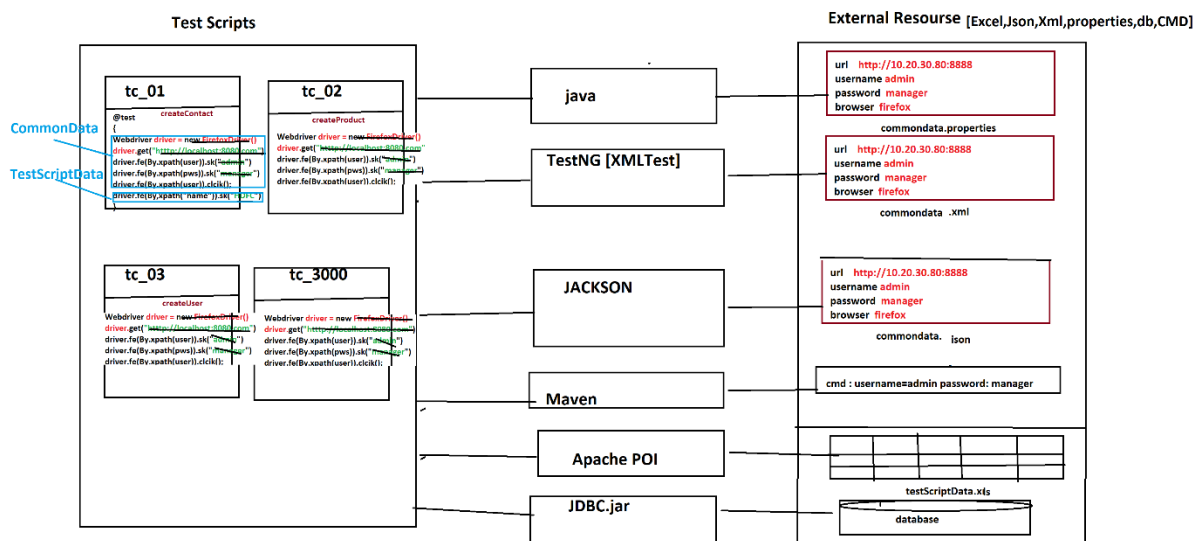 Test Scripts
External Resourse [Excel,Json,Xml,properties,db,CMD]
CommonData
TestScriptData
tc_01
createContact
@test
{
Webdriver driver = new FirefoxDriver()
driver.get("htttp://localhost:8080.com")
driver.fe(By.xpath(user)).sk("admin")
driver.fe(By.xpath(pws)).sk("manager")
driver.fe(By.xpath(user)).clcik();
driver.fe(By,xpath("name")).sk("HDFC")
}
tc_02
createProduct
Webdriver driver = new FirefoxDriver()
driver.get("htttp://localhost:8080.com"
driver.fe(By.xpath(user)).sk("admin")
driver.fe(By.xpath(pws)).sk("manager")
driver.fe(By.xpath(user)).clcik();
tc_03
createUser
Webdriver driver = new FirefoxDriver()
driver.get("htttp://localhost:8080.com")
driver.fe(By.xpath(user)).sk("admin")
driver.fe(By.xpath(pws)).sk("manager")
driver.fe(By.xpath(user)).clcik();
tc_3000
Webdriver driver = new FirefoxDriver()
driver.get("htttp://localhost:8080.com")
driver.fe(By.xpath(user)).sk("admin")
driver.fe(By.xpath(pws)).sk("manager")
driver.fe(By.xpath(user)).clcik();
java
TestNG [XMLTest]
JACKSON
Maven
Apache POI
JDBC.jar
url http://10.20.30.80:8888
username admin
password manager
browser firefox
commondata.properties
url http://10.20.30.80:8888
username admin
password manager
browser firefox
commondata .xml
url http://10.20.30.80:8888
username admin
password manager
browser firefox
commondata. ison
cmd : username=admin password: manager
testScriptData.xls
database